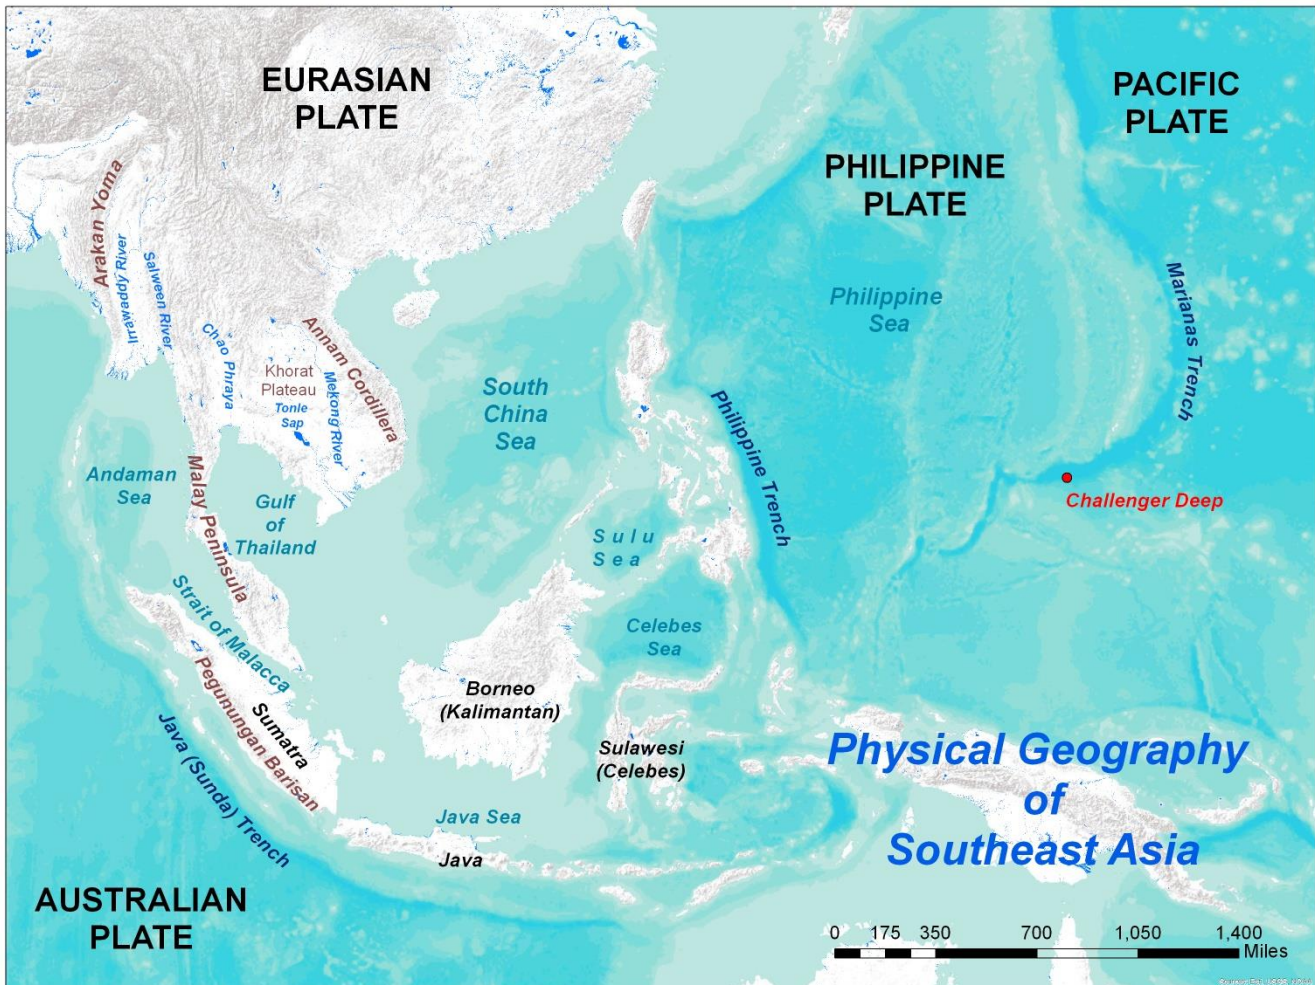 EURASIAN
PLATE
PACIFIC
PLATE
PHILIPPINE
PLATE
Arakan Yoma
Irrawaddy River
Salween River
Chao Phraya
Khorat
Plateau
Tonle
Sap
Mekong River
Annam Cordillera
South
China
Sea
Philippine
Sea
Marianas Trench
Philippine Trench
Challenger Deep
Andaman
Sea
Malay Peninsula
Gulf
of
Thailand
Sulu
Sea
Celebes
Sea
Strait of Malacca
Pegunungan Barisan
Sumatra
Java (Sunda) Trench
Borneo
(Kalimantan)
Sulawesi
(Celebes)
Java Sea
Java
Physical Geography
of
Southeast Asia
AUSTRALIAN
PLATE
0 175 350 700 1,050 1,400
Miles